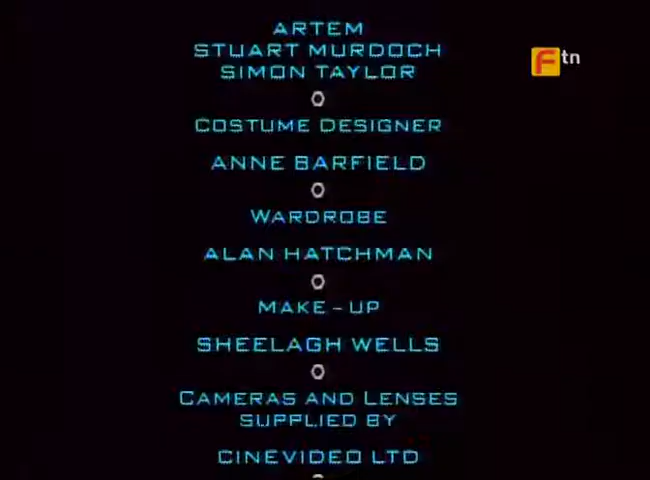 ARTEM
STUART MURDOCH
SIMON TAYLOR
COSTUME DESIGNER
ANNE BARFIELD
WARDROBE
ALAN HATCHMAN
MAKE-UP
SHEELAGH WELLS
CAMERAS AND LENSES
SUPPLIED BY
CINEVIDEO LTD
Ftn